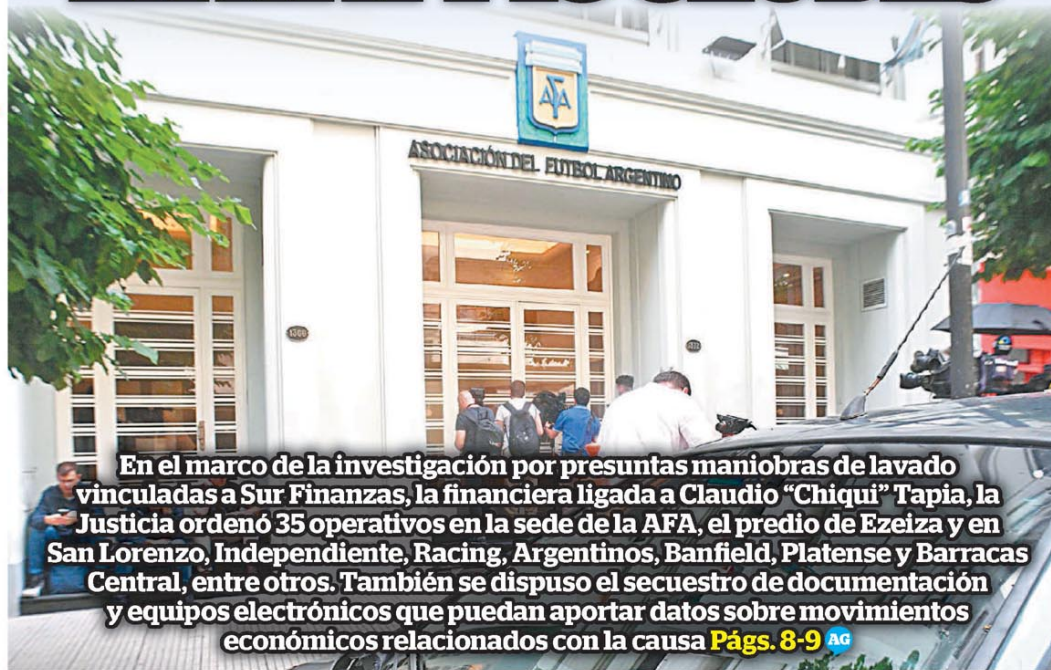 AFA
ASOCIACIÓN DEL FUTBOL ARGENTINO
1366
En el marco de la investigación por presuntas maniobras de lavado
vinculadas a Sur Finanzas, la financiera ligada a Claudio “Chiqui” Tapia, la
Justicia ordenó 35 operativos en la sede de la AFA, el predio de Ezeiza y en
San Lorenzo, Independiente, Racing, Argentinos, Banfield, Platense y Barracas
Central, entre otros. También se dispuso el secuestro de documentación
y equipos electrónicos que puedan aportar datos sobre movimientos
económicos relacionados con la causa Págs. 8-9 AG